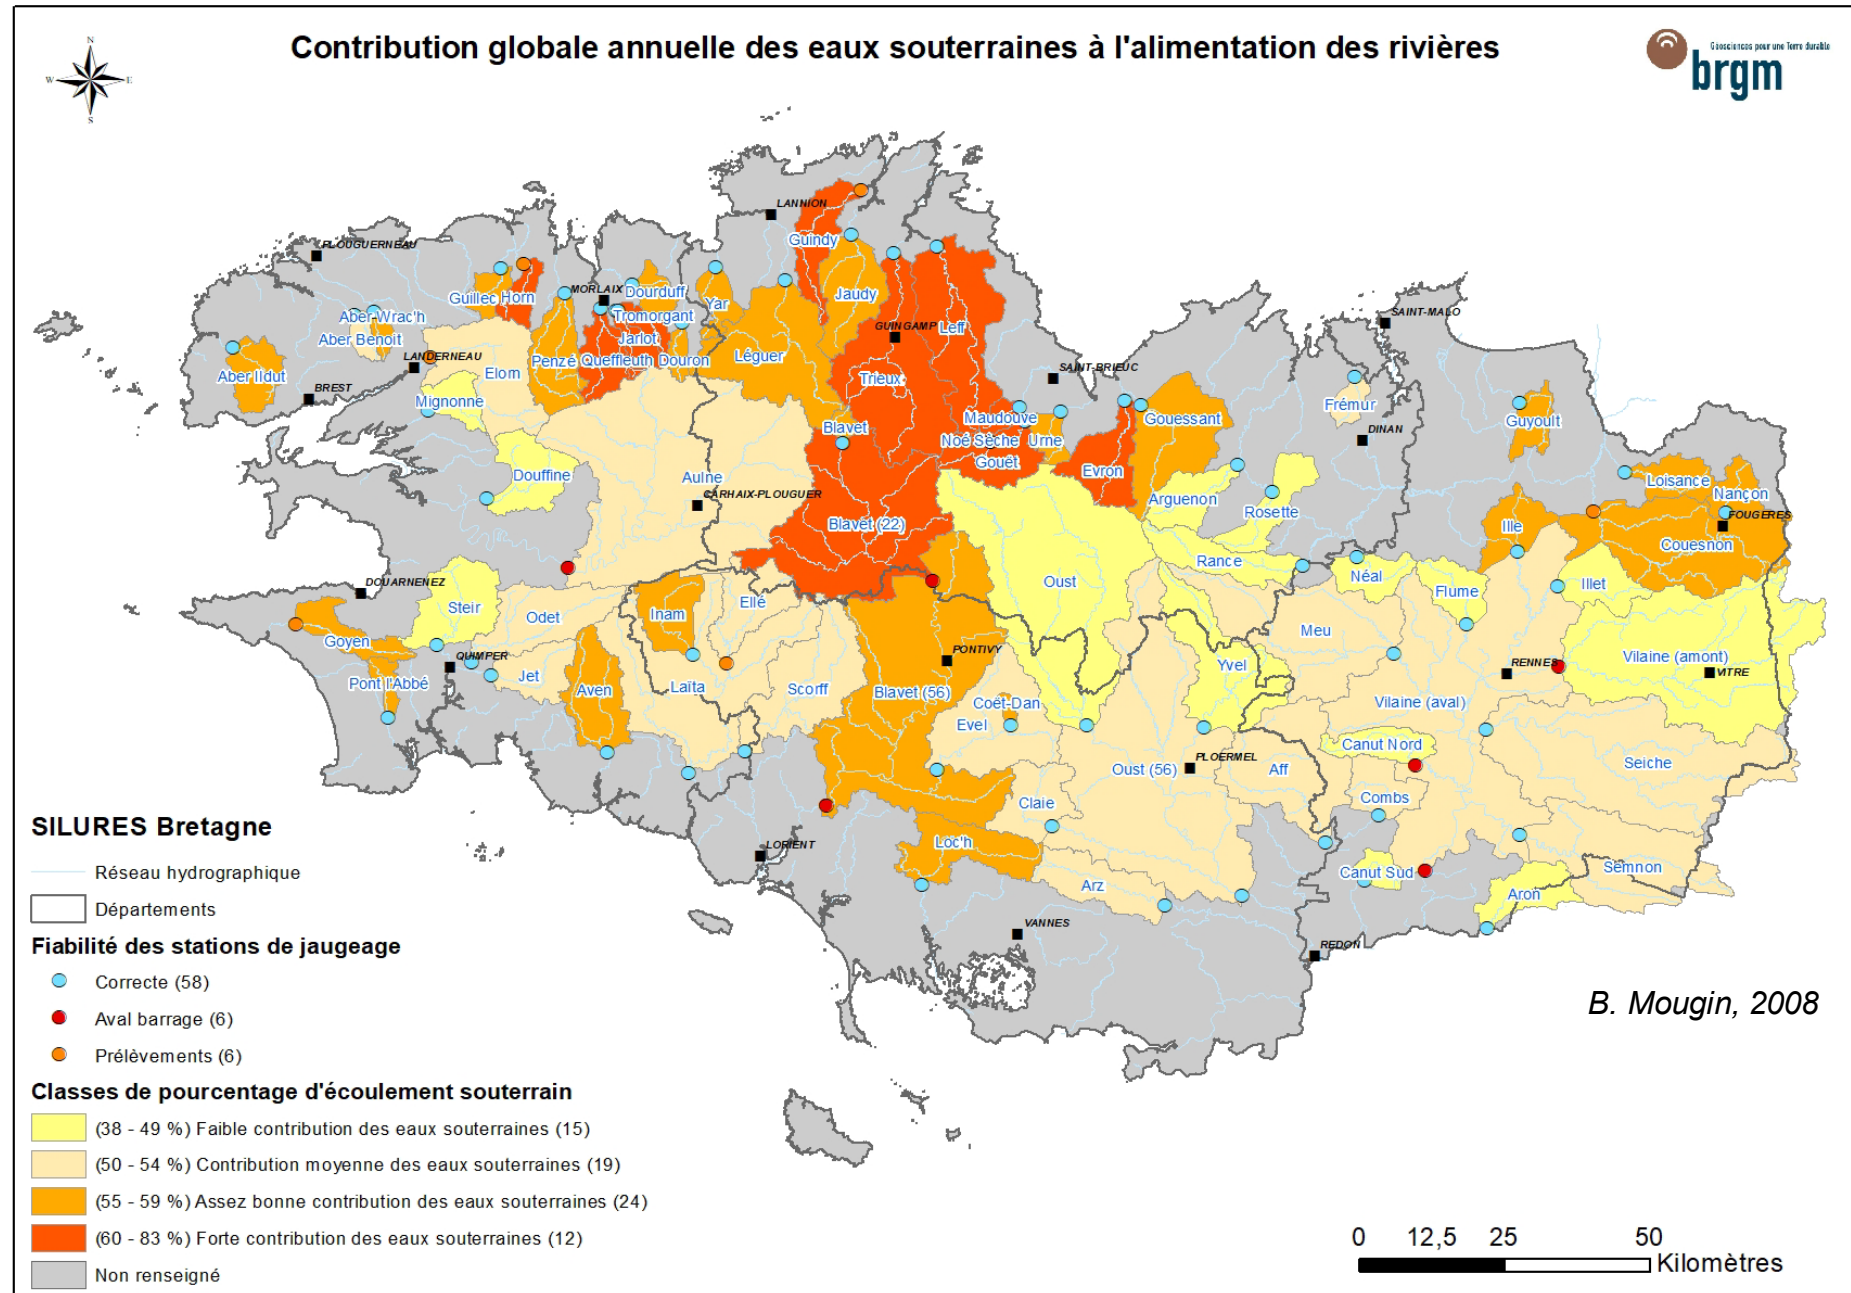 Contribution globale annuelle des eaux souterraines à l'alimentation des rivières
Géosciences pour une Terre durable
brgm
N
W
E
S
LANNION
PLOUGUERNEAU
Guindy
Guillec
Horn
MORLAIX
Dourduff
Yar
Jaudy
Aber-Wrac'h
Tromorgant
SAINT-MALO
Aber Benoit
Jarlot
GUINGAMP
Leff
LANDERNEAU
Penzé
Queffleuth
Douron
Léguer
Aber Ildut
Elorn
Trieux
SAINT-BRIEUC
BREST
Mignonne
Frémur
Maudouve
Gouessant
Guyoult
Blavet
Noé Sèche
Urne
DINAN
Gouët
Evron
Douffine
Aulne
Loisance
CARHAIX-PLOUGUER
Arguenon
Nançon
Rosette
Blavet (22)
Ille
FOUGERES
Couesnon
DOUARNENEZ
Oust
Rance
Néal
Flume
Illet
Steir
Odet
Inam
Ellé
Goyen
Meu
QUIMPER
PONTIVY
Yvel
RENNES
Vilaine (amont)
VITRE
Pont l'Abbé
Jet
Aven
Laïta
Scorff
Blavet (56)
Coët-Dan
Vilaine (aval)
Evel
Canut Nord
Oust (56)
PLOERMEL
Aff
Seiche
Claie
Combs
LORIENT
Loc'h
Canut Sud
Semnon
Arz
Aron
VANNES
REDON
SILURES Bretagne
Réseau hydrographique
Départements
Fiabilité des stations de jaugeage
Correcte (58)
Aval barrage (6)
Prélèvements (6)
Classes de pourcentage d'écoulement souterrain
(38 - 49 %) Faible contribution des eaux souterraines (15)
(50 - 54 %) Contribution moyenne des eaux souterraines (19)
(55 - 59 %) Assez bonne contribution des eaux souterraines (24)
(60 - 83 %) Forte contribution des eaux souterraines (12)
Non renseigné
B. Mougin, 2008
0 12,5 25 50
Kilomètres